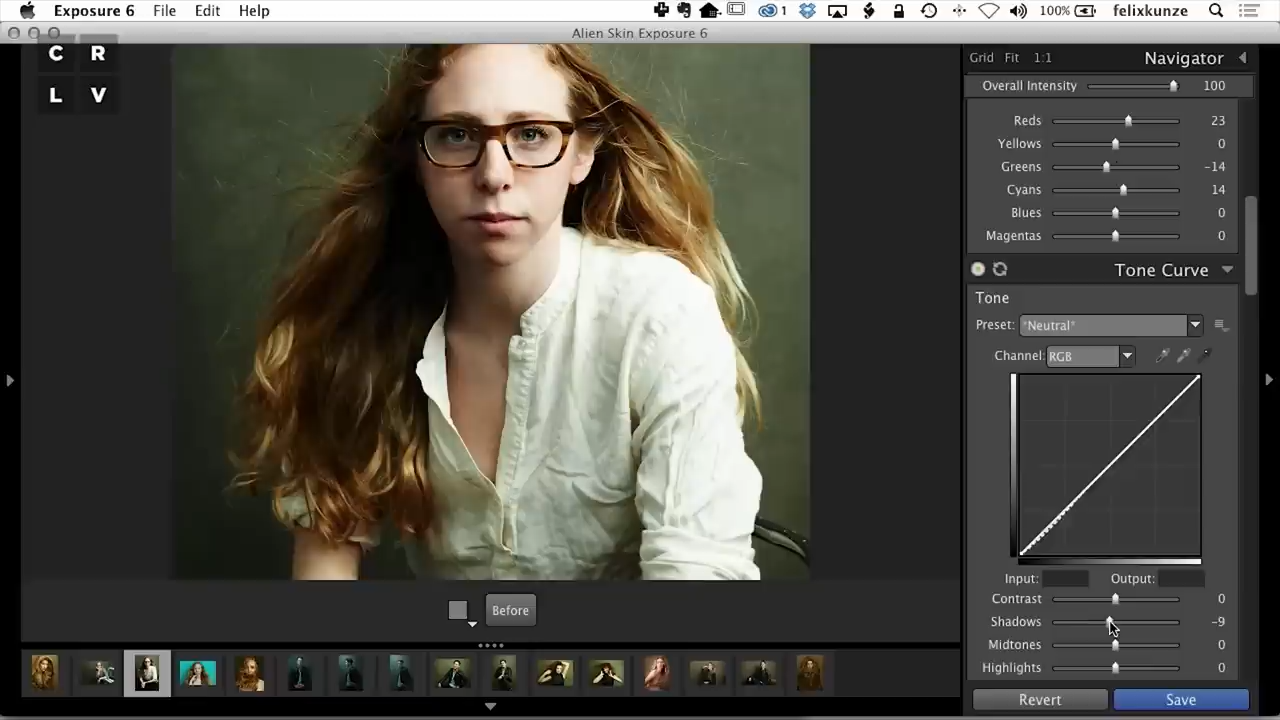 Exposure 6 File Edit Help 1 100% felixkunze
Alien Skin Exposure 6
C R
L V
Grid Fit 1:1 Navigator
Overall Intensity 100
Reds 23
Yellows 0
Greens -14
Cyans 14
Blues 0
Magentas 0
Tone Curve
Tone
Preset: *Neutral*
Channel: RGB
Input: Output:
Contrast 0
Shadows -9
Midtones 0
Highlights 0
Before
Revert Save